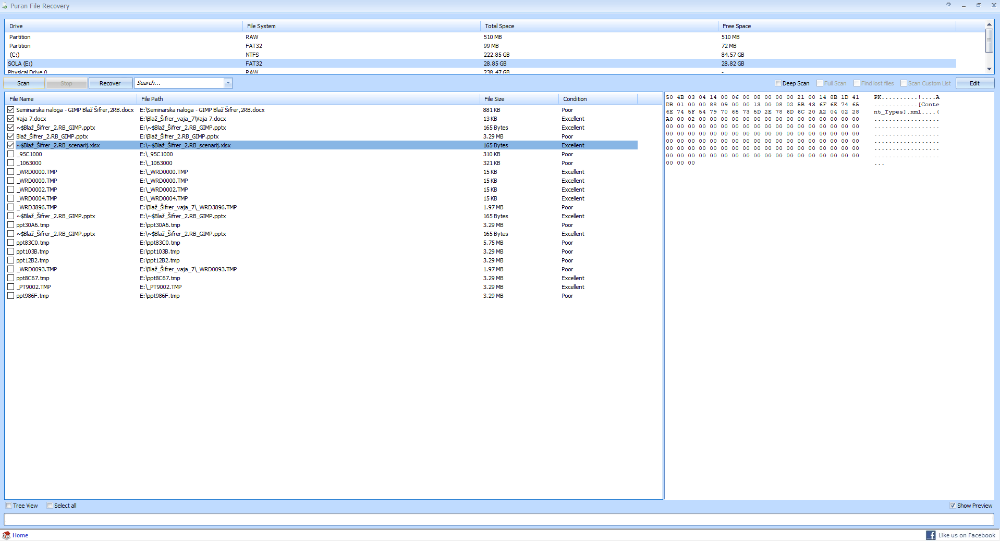 Puran File Recovery
Drive File System Total Space Free Space
Partition RAW 510 MB 510 MB
Partition FAT32 99 MB 72 MB
(C:) NTFS 222.85 GB 84.57 GB
SOLA (E:) FAT32 28.85 GB 28.82 GB
Physical Drive 0 RAW 238.47 GB -
Scan Stop Recover Search... Deep Scan Full Scan Find lost files Scan Custom List Edit
File Name File Path File Size Condition
Seminarska naloga - GIMP Blaž Šifrer,2RB.docx E:\Seminarska naloga - GIMP Blaž Šifrer,2RB.docx 881 KB Poor
Vaja 7.docx E:\Blaž_Šifrer_vaja_7\Vaja 7.docx 13 KB Excellent
~$Blaž_Šifrer_2.RB_GIMP.pptx E:\~$Blaž_Šifrer_2.RB_GIMP.pptx 165 Bytes Excellent
Blaž_Šifrer_2.RB_GIMP.pptx E:\Blaž_Šifrer_2.RB_GIMP.pptx 3.29 MB Poor
~$Blaž_Šifrer_2.RB_scenarij.xlsx E:\~$Blaž_Šifrer_2.RB_scenarij.xlsx 165 Bytes Excellent
_95C1000 E:\_95C1000 310 KB Poor
_1063000 E:\_1063000 321 KB Poor
_WRD0000.TMP E:\_WRD0000.TMP 15 KB Excellent
_WRD0000.TMP E:\_WRD0000.TMP 15 KB Excellent
_WRD0002.TMP E:\_WRD0002.TMP 15 KB Excellent
_WRD0004.TMP E:\_WRD0004.TMP 15 KB Excellent
_WRD3896.TMP E:\Blaž_Šifrer_vaja_7\_WRD3896.TMP 1.97 MB Poor
~$Blaž_Šifrer_2.RB_GIMP.pptx E:\~$Blaž_Šifrer_2.RB_GIMP.pptx 165 Bytes Excellent
ppt30A6.tmp E:\ppt30A6.tmp 3.29 MB Poor
~$Blaž_Šifrer_2.RB_GIMP.pptx E:\~$Blaž_Šifrer_2.RB_GIMP.pptx 165 Bytes Excellent
ppt83C0.tmp E:\ppt83C0.tmp 5.75 MB Poor
ppt103B.tmp E:\ppt103B.tmp 3.29 MB Poor
ppt12B2.tmp E:\ppt12B2.tmp 3.29 MB Poor
_WRD0093.TMP E:\Blaž_Šifrer_vaja_7\_WRD0093.TMP 1.97 MB Poor
ppt8C67.tmp E:\ppt8C67.tmp 3.29 MB Excellent
_PT9002.TMP E:\_PT9002.TMP 3.29 MB Excellent
ppt986F.tmp E:\ppt986F.tmp 3.29 MB Poor
50 4B 03 04 14 00 06 00 08 00 00 00 21 00 14 8B 1D 41 PK..........!....A
DB 01 00 00 88 09 00 00 13 00 08 02 5B 43 6F 6E 74 65 ............[Conte
6E 74 5F 54 79 70 65 73 5D 2E 78 6D 6C 20 A2 04 02 28 nt_Types].xml....(
A0 00 02 00 00 00 00 00 00 00 00 00 00 00 00 00 00 00 ..................
00 00 00 00 00 00 00 00 00 00 00 00 00 00 00 00 00 00 ..................
00 00 00 00 00 00 00 00 00 00 00 00 00 00 00 00 00 00 ..................
00 00 00 00 00 00 00 00 00 00 00 00 00 00 00 00 00 00 ..................
00 00 00 00 00 00 00 00 00 00 00 00 00 00 00 00 00 00 ..................
00 00 00 00 00 00 00 00 00 00 00 00 00 00 00 00 00 00 ..................
00 00 00 ...
Tree View Select all Show Preview
Home Like us on Facebook